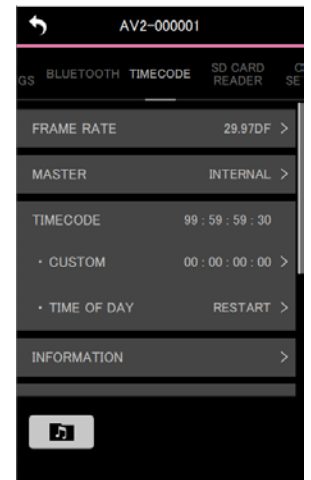 AV2-000001
GS BLUETOOTH TIMECODE SD CARD READER
FRAME RATE 29.97DF >
MASTER INTERNAL >
TIMECODE 99 : 59 : 59 : 30
・CUSTOM 00 : 00 : 00 : 00 >
・TIME OF DAY RESTART >
INFORMATION >